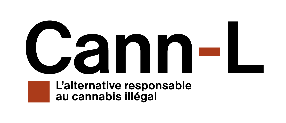 Cann-L
L'alternative responsable
au cannabis illégal